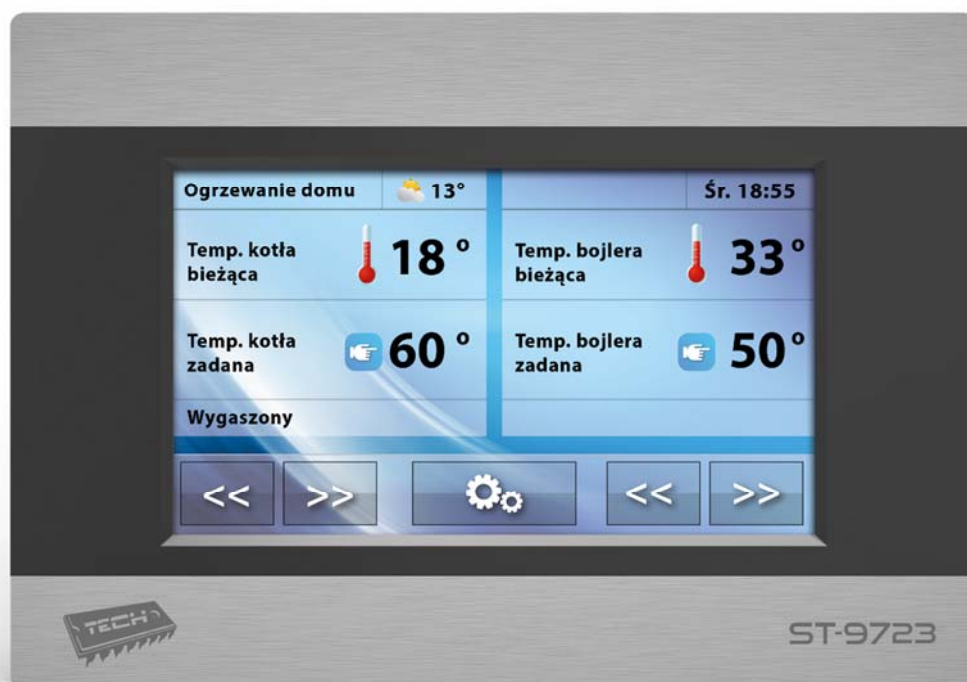 Ogrzewanie domu 13°
Śr. 18:55
Temp. kotła
bieżąca
18°
Temp. bojlera
bieżąca
33°
Temp. kotła
zadana
60°
Temp. bojlera
zadana
50°
Wygaszony
<< >> << >>
TECH
ST-9723